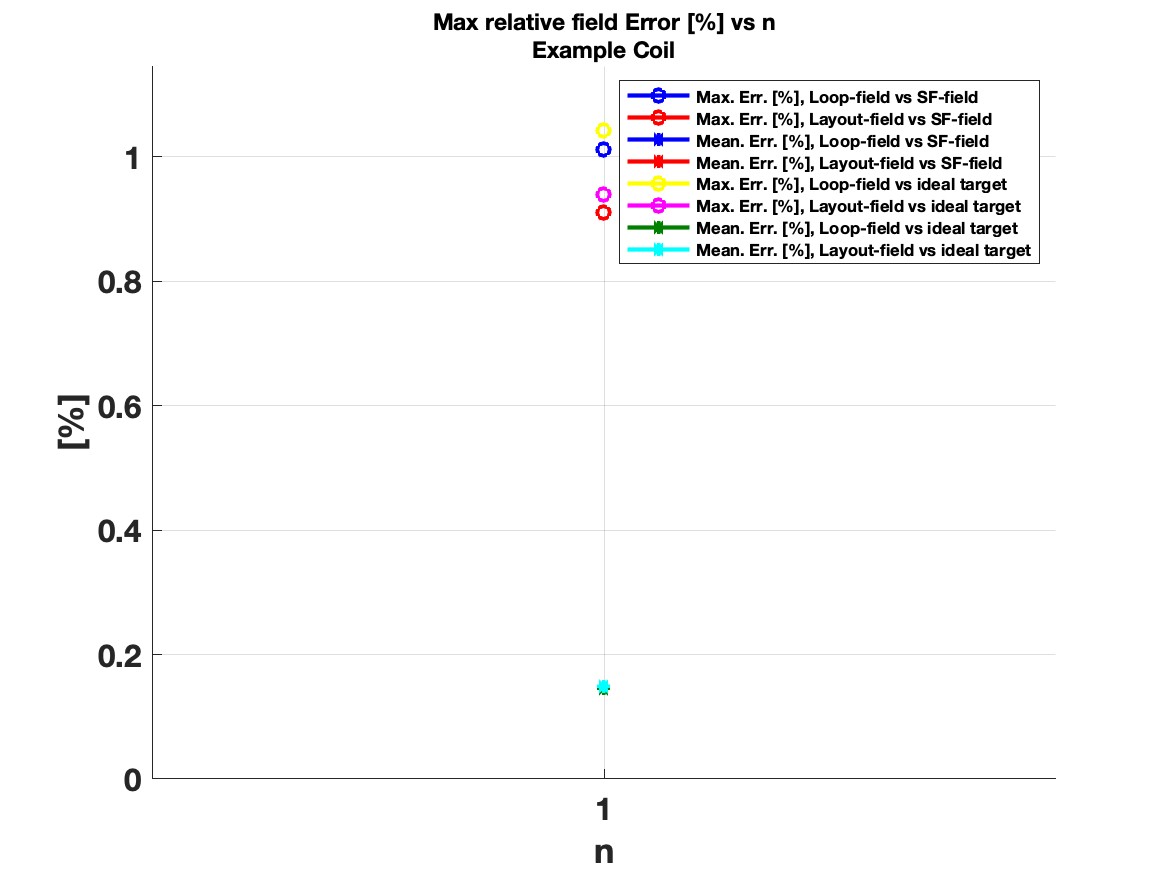 Max relative field Error [%] vs n
Example Coil
Max. Err. [%], Loop-field vs SF-field
Max. Err. [%], Layout-field vs SF-field
Mean. Err. [%], Loop-field vs SF-field
Mean. Err. [%], Layout-field vs SF-field
Max. Err. [%], Loop-field vs ideal target
Max. Err. [%], Layout-field vs ideal target
Mean. Err. [%], Loop-field vs ideal target
Mean. Err. [%], Layout-field vs ideal target
1
0.8
0.6
0.4
0.2
0
[%]
1
n